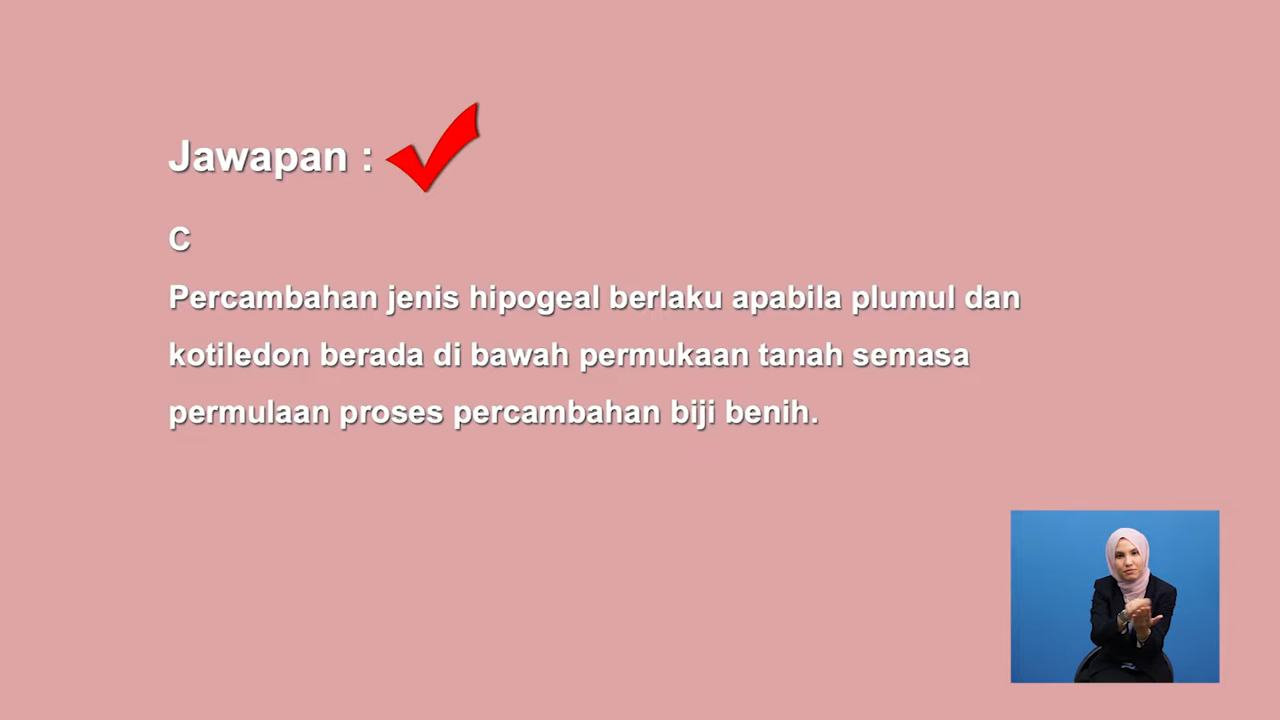 Jawapan :
C
Percambahan jenis hipogeal berlaku apabila plumul dan
kotiledon berada di bawah permukaan tanah semasa
permulaan proses percambahan biji benih.